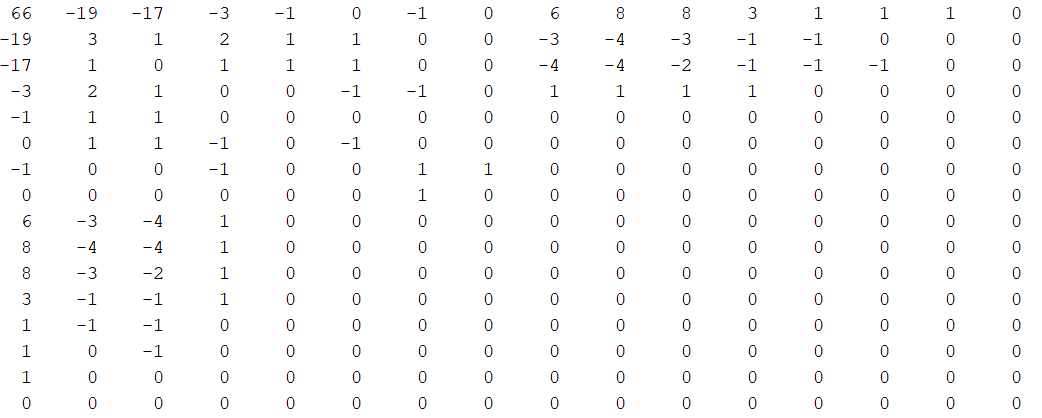 66 -19 -17 -3 -1 0 -1 0 6 8 8 3 1 1 1 0
-19 3 1 2 1 1 0 0 -3 -4 -3 -1 -1 0 0 0
-17 1 0 1 1 1 0 0 -4 -4 -2 -1 -1 -1 0 0
-3 2 1 0 0 -1 -1 0 1 1 1 1 0 0 0 0
-1 1 1 0 0 0 0 0 0 0 0 0 0 0 0 0
0 1 1 -1 0 -1 0 0 0 0 0 0 0 0 0 0
-1 0 0 -1 0 0 1 1 0 0 0 0 0 0 0 0
0 0 0 0 0 0 1 0 0 0 0 0 0 0 0 0
6 -3 -4 1 0 0 0 0 0 0 0 0 0 0 0 0
8 -4 -4 1 0 0 0 0 0 0 0 0 0 0 0 0
8 -3 -2 1 0 0 0 0 0 0 0 0 0 0 0 0
3 -1 -1 1 0 0 0 0 0 0 0 0 0 0 0 0
1 -1 -1 0 0 0 0 0 0 0 0 0 0 0 0 0
1 0 -1 0 0 0 0 0 0 0 0 0 0 0 0 0
1 0 0 0 0 0 0 0 0 0 0 0 0 0 0 0
0 0 0 0 0 0 0 0 0 0 0 0 0 0 0 0